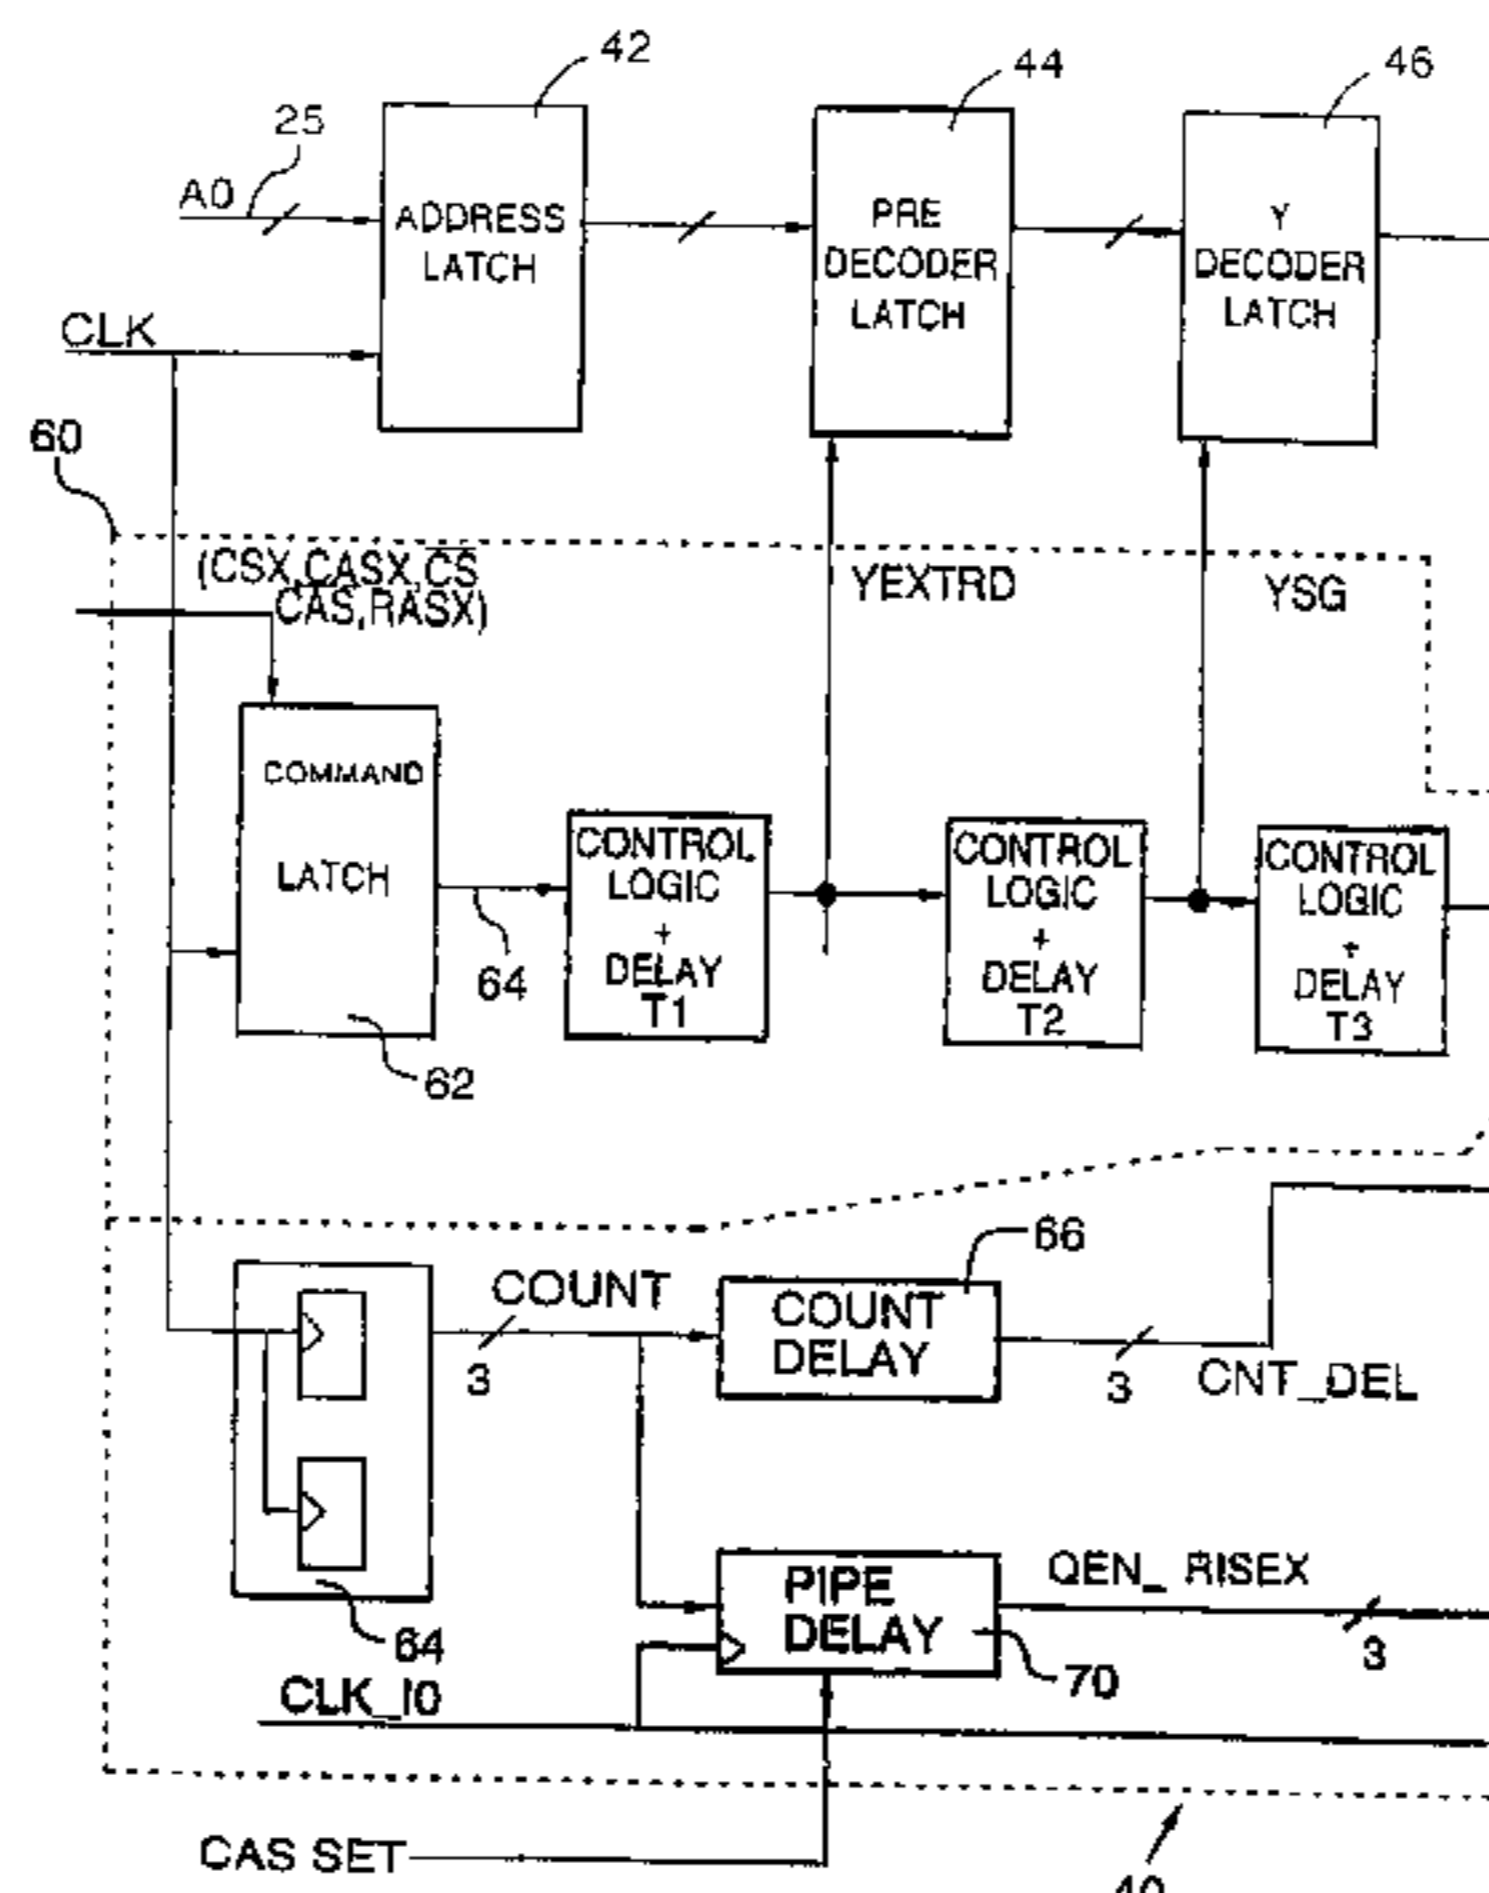 42
44
46
25
A0
ADDRESS
LATCH
PRE
DECODER
LATCH
Y
DECODER
LATCH
CLK
60
(CSX,CASX,C̅S̅
C̅A̅S̅,RASX)
YEXTRD
YSG
COMMAND
LATCH
64
62
CONTROL
LOGIC
+
DELAY
T1
CONTROL
LOGIC
+
DELAY
T2
CONTROL
LOGIC
+
DELAY
T3
66
COUNT
3
COUNT
DELAY
3
CNT_DEL
64
PIPE
DELAY
70
QEN_ RISEX
3
CLK_I0
CAS SET